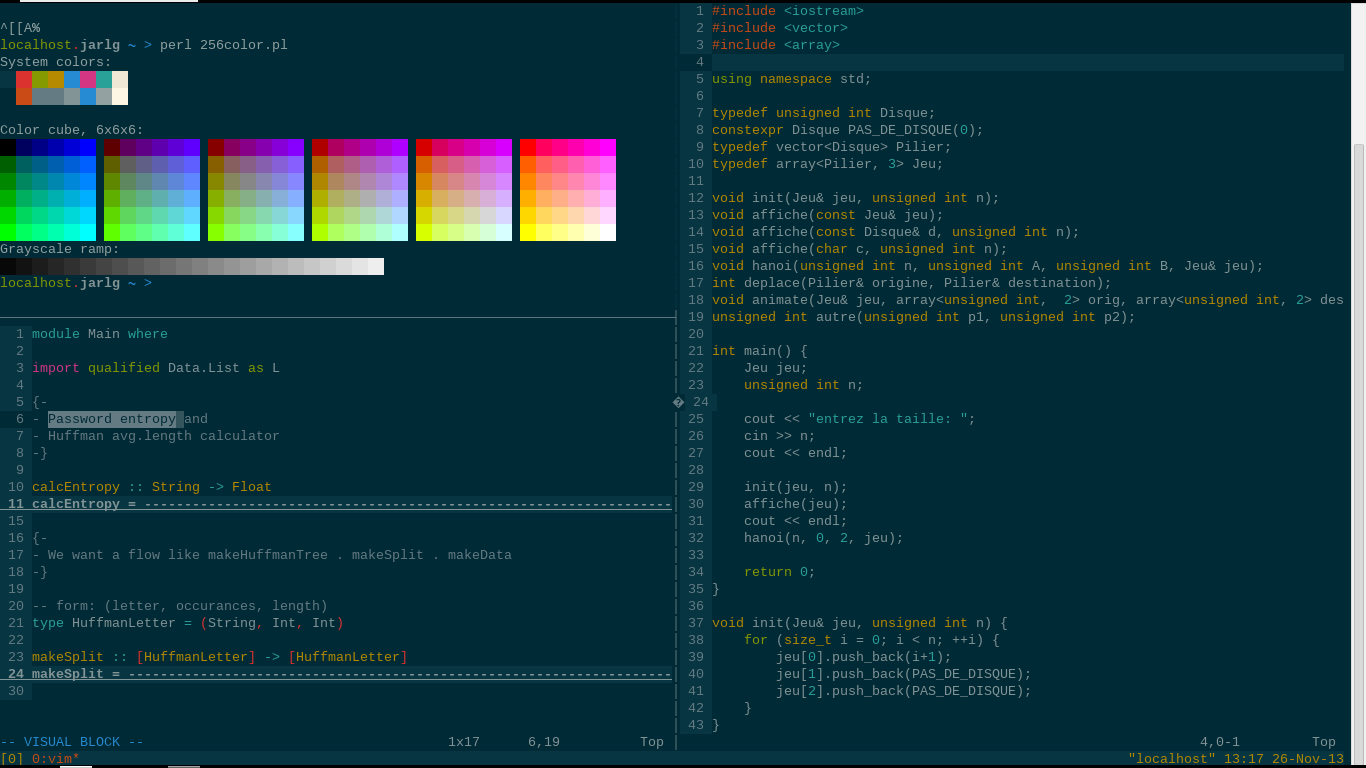 ^[[A%
localhost.jarlg ~ > perl 256color.pl
System colors:
Color cube, 6x6x6:
Grayscale ramp:
localhost.jarlg ~ >
1 module Main where
2
3 import qualified Data.List as L
4
5 {-
6 - Password entropy and
7 - Huffman avg.length calculator
8 -}
9
10 calcEntropy :: String -> Float
11 calcEntropy = ------------------------------------------------------------------
15
16 {-
17 - We want a flow like makeHuffmanTree . makeSplit . makeData
18 -}
19
20 -- form: (letter, occurances, length)
21 type HuffmanLetter = (String, Int, Int)
22
23 makeSplit :: [HuffmanLetter] -> [HuffmanLetter]
24 makeSplit = --------------------------------------------------------------------
30
-- VISUAL BLOCK -- 1x17 6,19 Top
1 #include <iostream>
2 #include <vector>
3 #include <array>
4
5 using namespace std;
6
7 typedef unsigned int Disque;
8 constexpr Disque PAS_DE_DISQUE(0);
9 typedef vector<Disque> Pilier;
10 typedef array<Pilier, 3> Jeu;
11
12 void init(Jeu& jeu, unsigned int n);
13 void affiche(const Jeu& jeu);
14 void affiche(const Disque& d, unsigned int n);
15 void affiche(char c, unsigned int n);
16 void hanoi(unsigned int n, unsigned int A, unsigned int B, Jeu& jeu);
17 int deplace(Pilier& origine, Pilier& destination);
18 void animate(Jeu& jeu, array<unsigned int,  2> orig, array<unsigned int, 2> des
19 unsigned int autre(unsigned int p1, unsigned int p2);
20
21 int main() {
22     Jeu jeu;
23     unsigned int n;
� 24
25     cout << "entrez la taille: ";
26     cin >> n;
27     cout << endl;
28
29     init(jeu, n);
30     affiche(jeu);
31     cout << endl;
32     hanoi(n, 0, 2, jeu);
33
34     return 0;
35 }
36
37 void init(Jeu& jeu, unsigned int n) {
38     for (size_t i = 0; i < n; ++i) {
39         jeu[0].push_back(i+1);
40         jeu[1].push_back(PAS_DE_DISQUE);
41         jeu[2].push_back(PAS_DE_DISQUE);
42     }
43 }
4,0-1 Top
[0] 0:vim* "localhost" 13:17 26-Nov-13